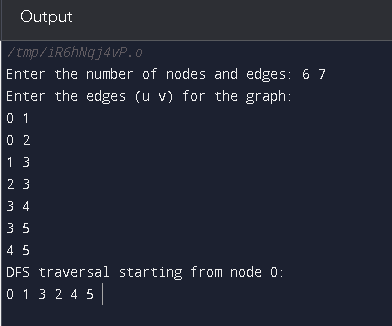 Output
/tmp/iR6hNqj4vP.o
Enter the number of nodes and edges: 6 7
Enter the edges (u v) for the graph:
0 1
0 2
1 3
2 3
3 4
3 5
4 5
DFS traversal starting from node 0:
0 1 3 2 4 5